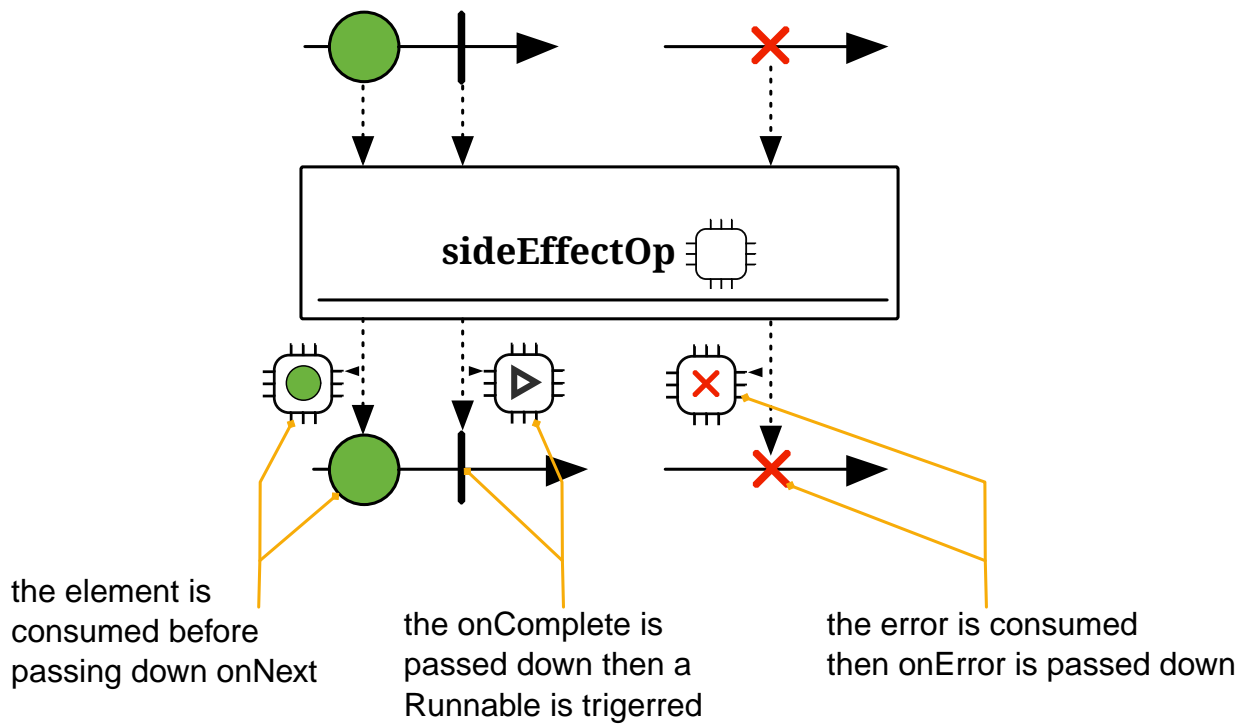 sideEffectOp
the element is
consumed before
passing down onNext
the onComplete is
passed down then a
Runnable is trigerred
the error is consumed
then onError is passed down